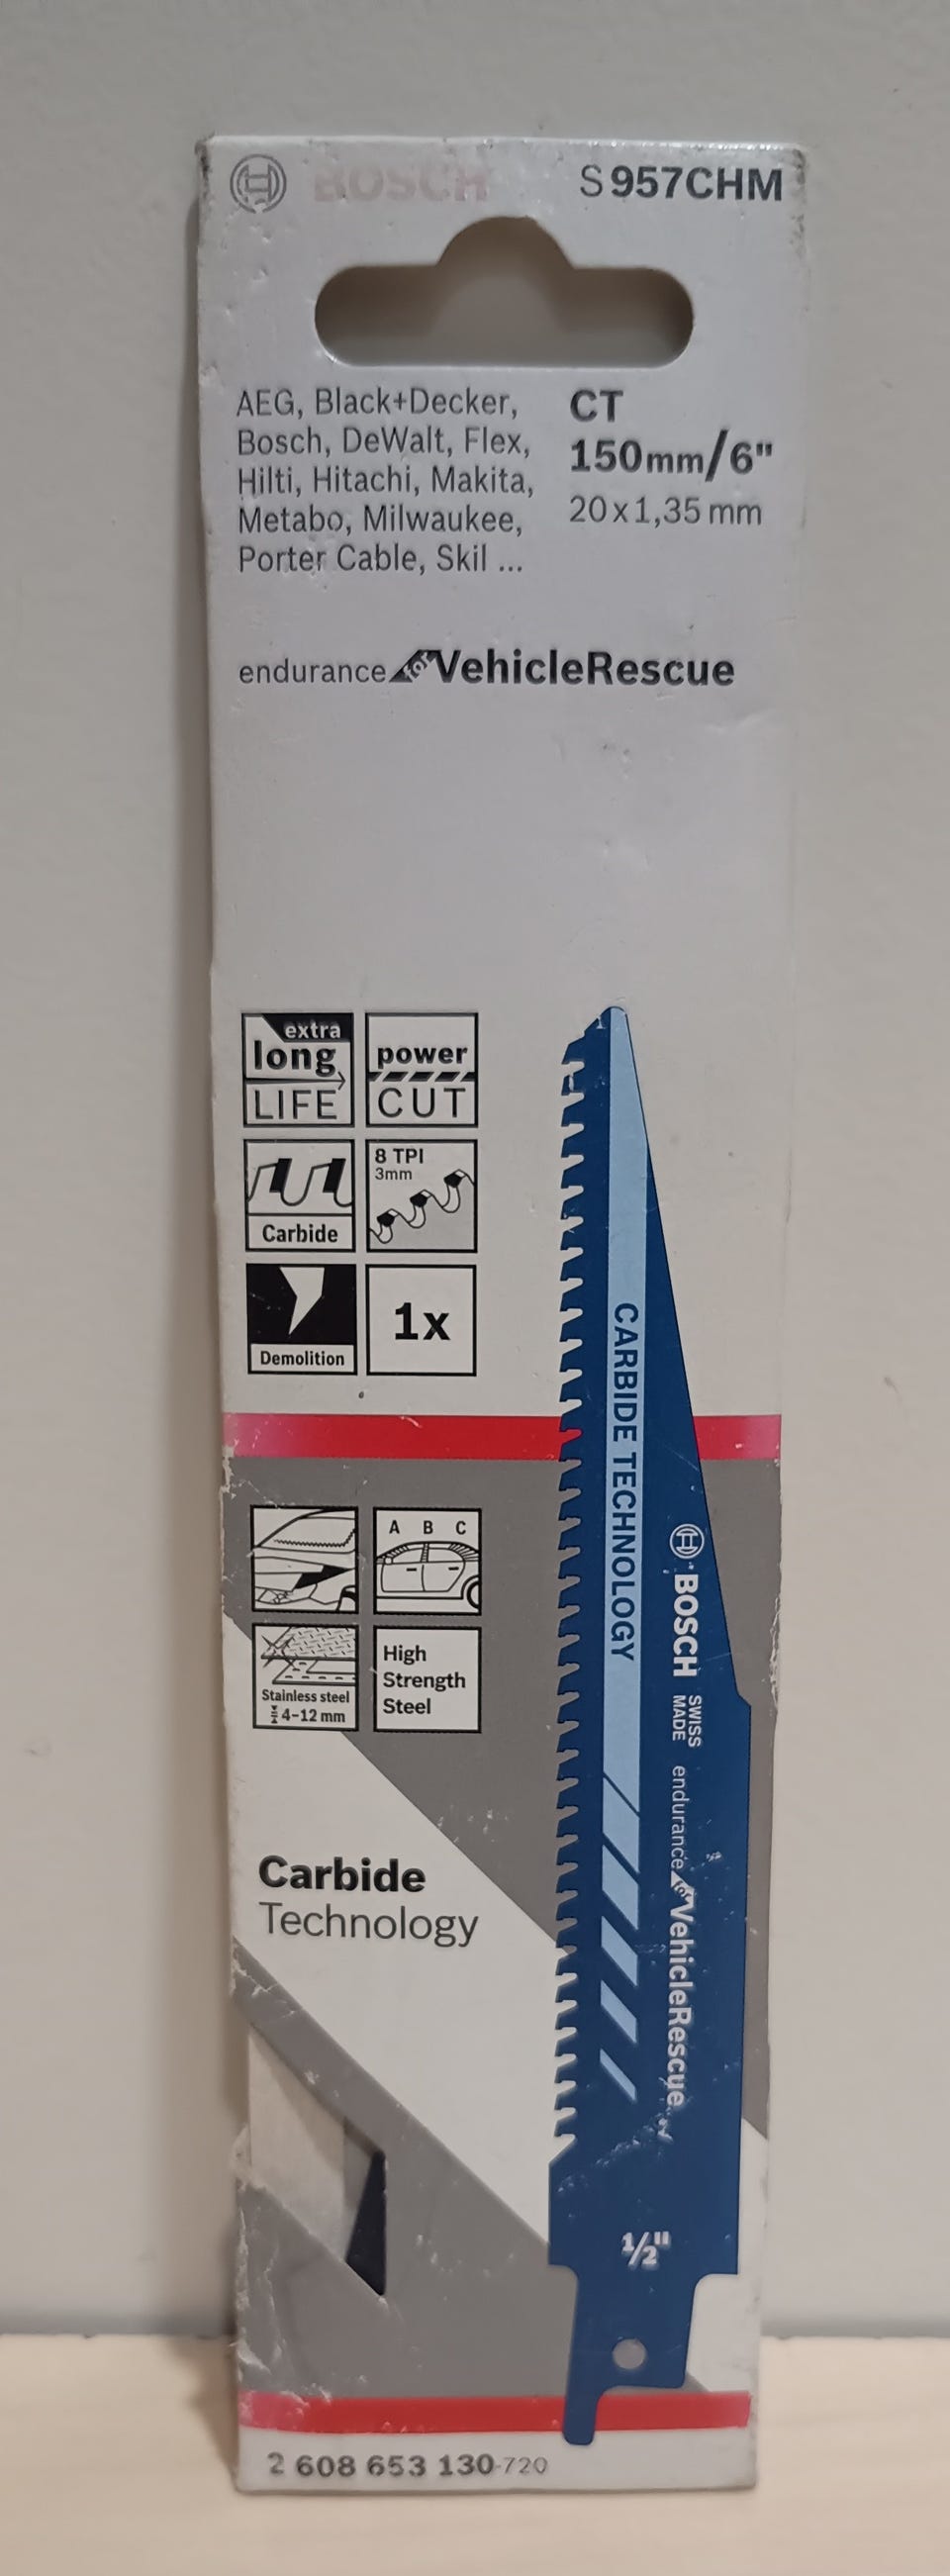 BOSCH
S957CHM
AEG, Black+Decker,
Bosch, DeWalt, Flex,
Hilti, Hitachi, Makita,
Metabo, Milwaukee,
Porter Cable, Skil ...
CT
150mm/6"
20x1,35 mm
endurance for VehicleRescue
extra
long
LIFE
power
CUT
Carbide
8 TPI
3mm
Demolition
1x
A B C
Stainless steel
4-12 mm
High
Strength
Steel
Carbide
Technology
CARBIDE TECHNOLOGY
BOSCH
SWISS
MADE
endurance for VehicleRescue
1/2"
2 608 653 130-720